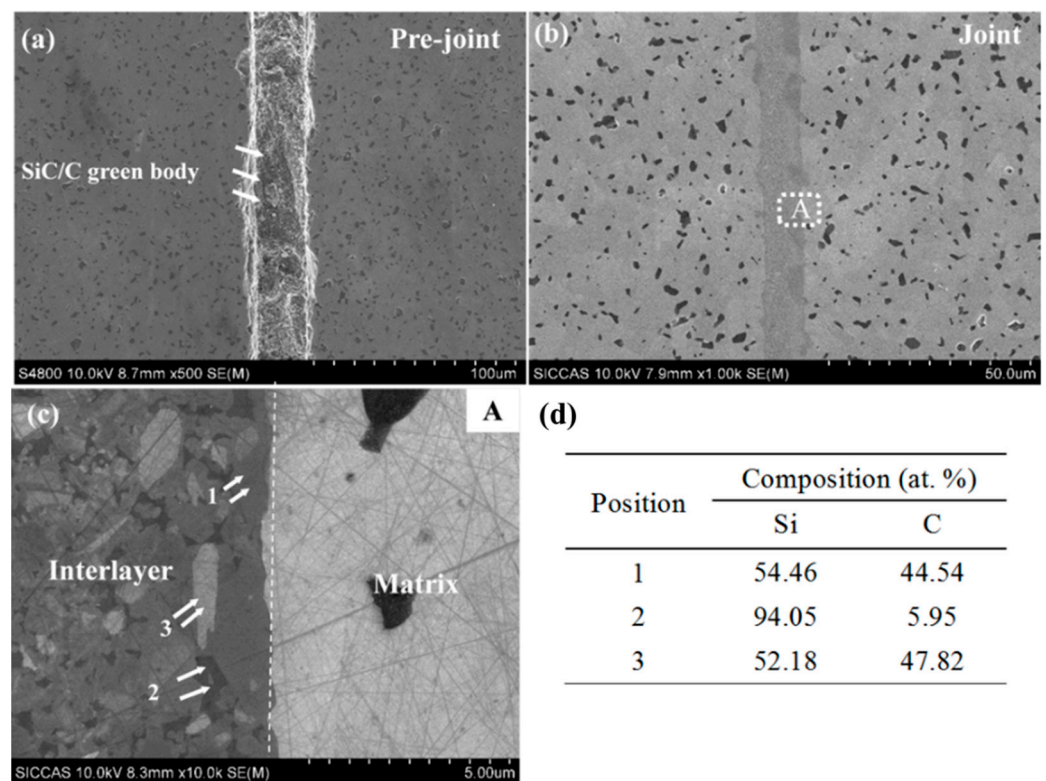 (a)
Pre-joint
SiC/C green body
S4800 10.0kV 8.7mm x500 SE(M)
100um
(b)
Joint
A
SICCAS 10.0kV 7.9mm x1.00k SE(M)
50.0um
(c)
A
1
Interlayer
Matrix
3
2
SICCAS 10.0kV 8.3mm x10.0k SE(M)
5.00um
(d)
Position
Composition (at. %)
Si C
1 54.46 44.54
2 94.05 5.95
3 52.18 47.82